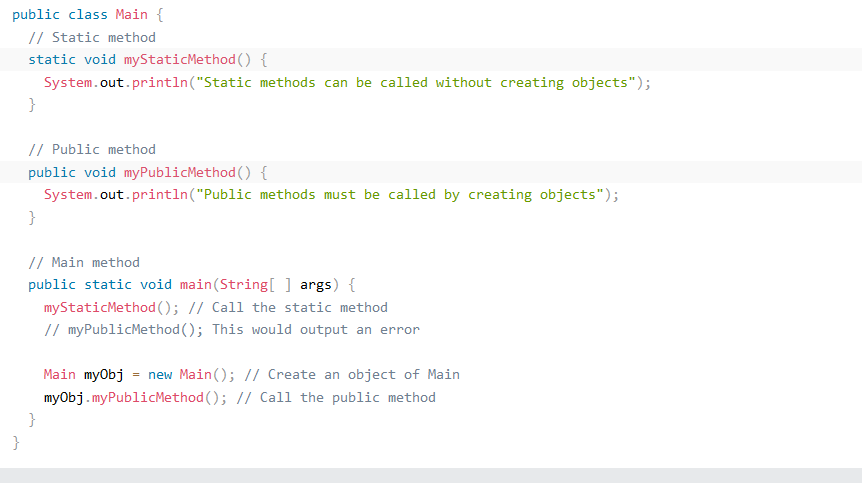 public class Main {
  // Static method
  static void myStaticMethod() {
    System.out.println("Static methods can be called without creating objects");
  }

  // Public method
  public void myPublicMethod() {
    System.out.println("Public methods must be called by creating objects");
  }

  // Main method
  public static void main(String[ ] args) {
    myStaticMethod(); // Call the static method
    // myPublicMethod(); This would output an error

    Main myObj = new Main(); // Create an object of Main
    myObj.myPublicMethod(); // Call the public method
  }
}